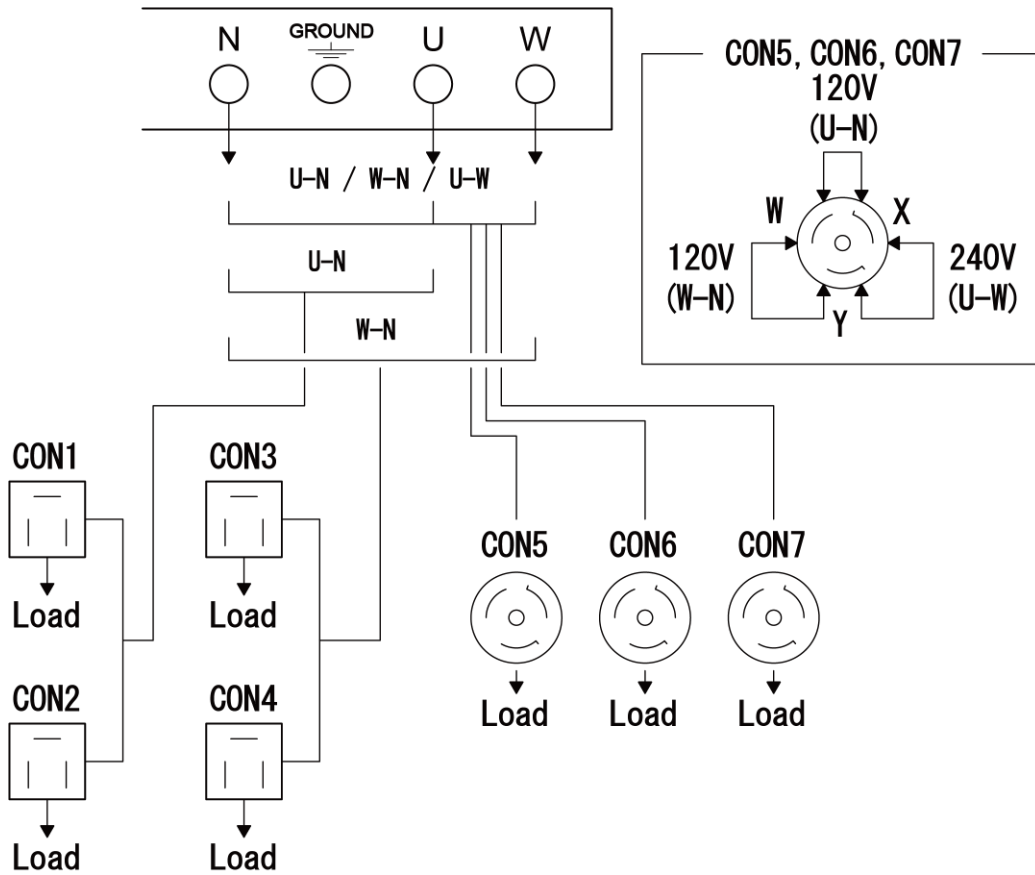 N
GROUND
U
W
U-N / W-N / U-W
U-N
W-N
CON5, CON6, CON7
120V
(U-N)
W
X
120V
(W-N)
240V
(U-W)
Y
CON1
CON3
Load
Load
CON2
CON4
Load
Load
CON5
CON6
CON7
Load
Load
Load